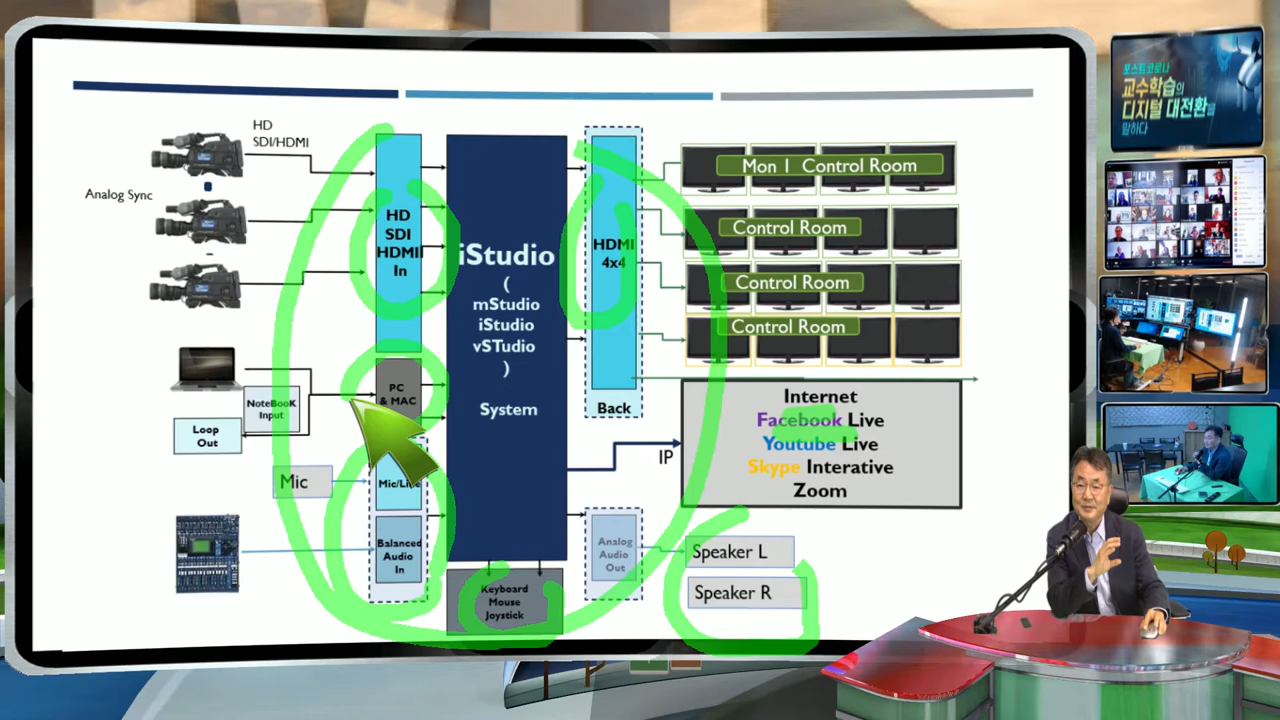 HD
SDI/HDMI
Analog Sync
HD
SDI
HDMI
In
iStudio
(
mStudio
iStudio
vSTudio
)
System
HDMI
4x4
Back
Mon 1 Control Room
Control Room
Control Room
Control Room
PC
& MAC
NoteBooK
Input
Loop
Out
Mic
Mic/Line
Balanced
Audio
In
Keyboard
Mouse
Joystick
IP
Internet
Facebook Live
Youtube Live
Skype Interative
Zoom
Analog
Audio
Out
Speaker L
Speaker R
포스트코로나
교수학습의
디지털 대전환을
말하다